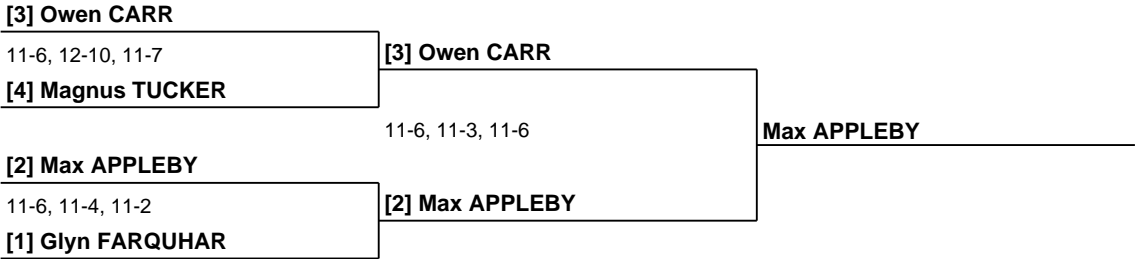 [3] Owen CARR
11-6, 12-10, 11-7
[3] Owen CARR
[4] Magnus TUCKER
11-6, 11-3, 11-6
Max APPLEBY
[2] Max APPLEBY
11-6, 11-4, 11-2
[2] Max APPLEBY
[1] Glyn FARQUHAR